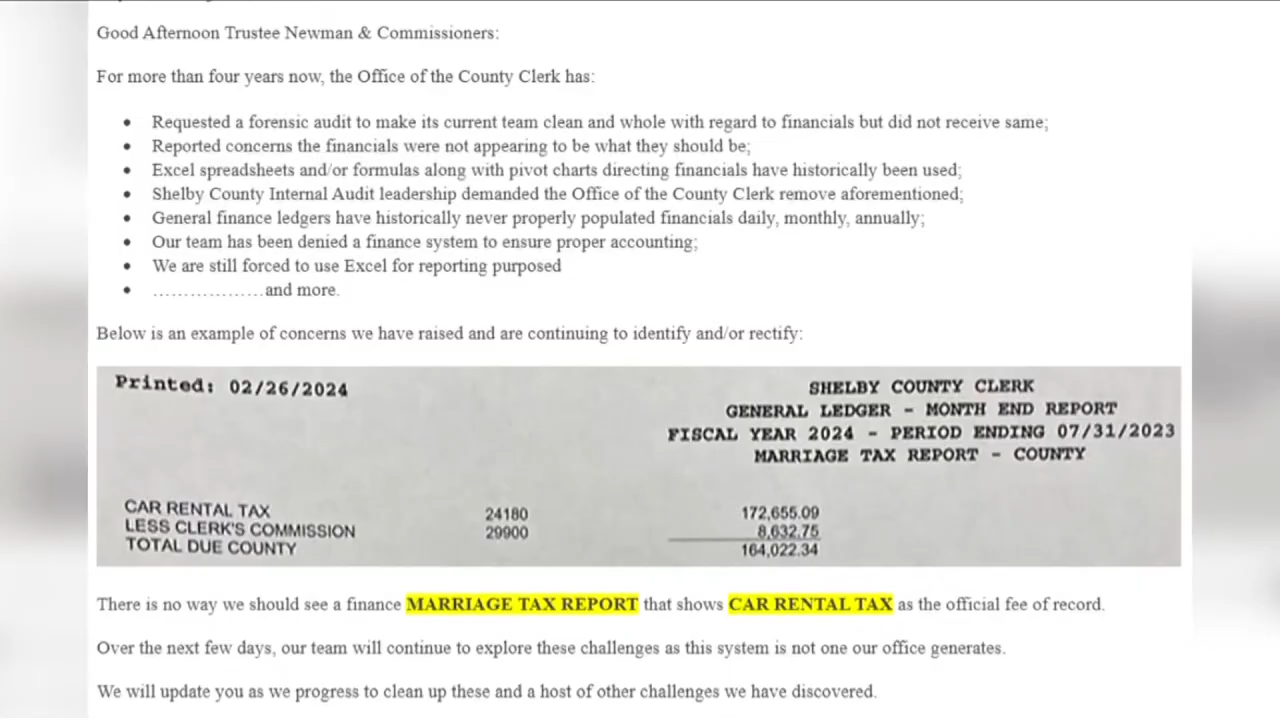 Good Afternoon Trustee Newman & Commissioners:
For more than four years now, the Office of the County Clerk has:
• Requested a forensic audit to make its current team clean and whole with regard to financials but did not receive same;
• Reported concerns the financials were not appearing to be what they should be;
• Excel spreadsheets and/or formulas along with pivot charts directing financials have historically been used;
• Shelby County Internal Audit leadership demanded the Office of the County Clerk remove aforementioned;
• General finance ledgers have historically never properly populated financials daily, monthly, annually;
• Our team has been denied a finance system to ensure proper accounting;
• We are still forced to use Excel for reporting purposed
• ………………and more.
Below is an example of concerns we have raised and are continuing to identify and/or rectify:
Printed: 02/26/2024
SHELBY COUNTY CLERK
GENERAL LEDGER - MONTH END REPORT
FISCAL YEAR 2024 - PERIOD ENDING 07/31/2023
MARRIAGE TAX REPORT - COUNTY
CAR RENTAL TAX 24180 172,655.09
LESS CLERK'S COMMISSION 29900 8,632.75
TOTAL DUE COUNTY 164,022.34
There is no way we should see a finance MARRIAGE TAX REPORT that shows CAR RENTAL TAX as the official fee of record.
Over the next few days, our team will continue to explore these challenges as this system is not one our office generates.
We will update you as we progress to clean up these and a host of other challenges we have discovered.